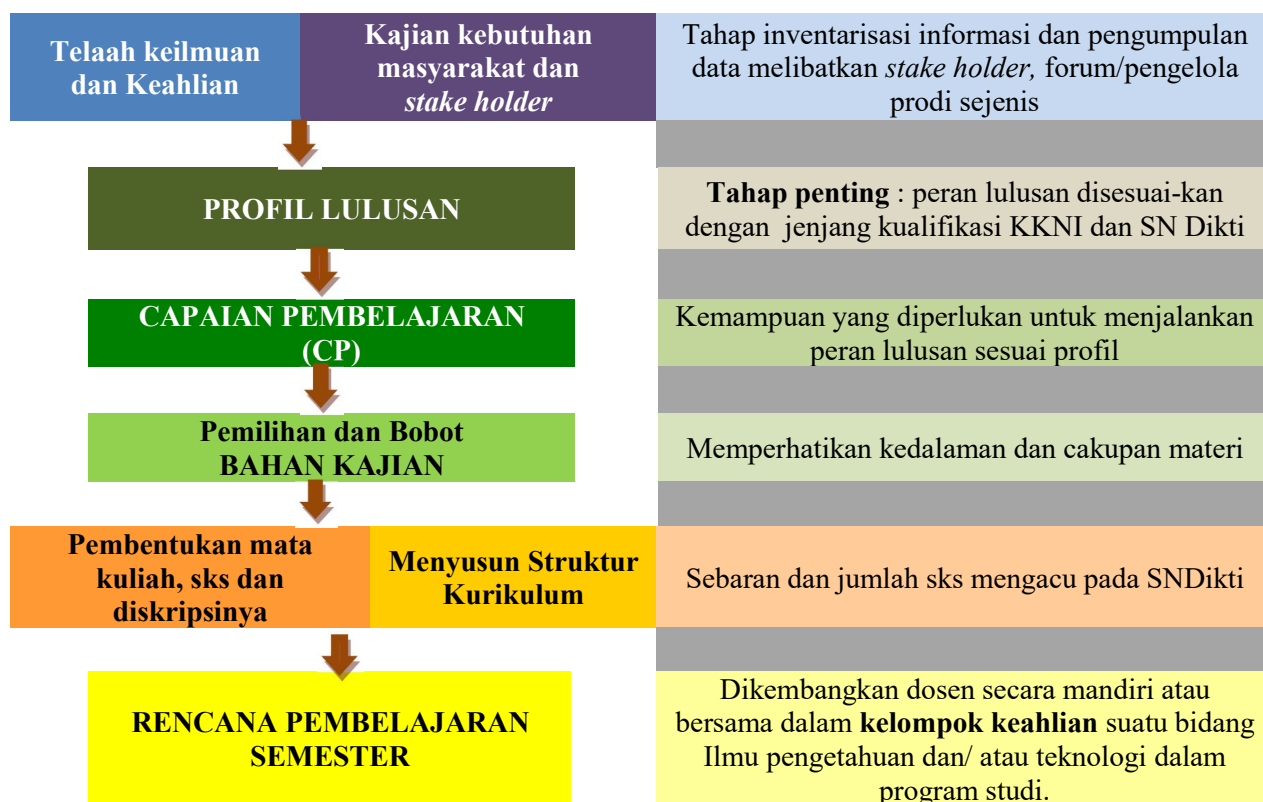 Telaah keilmuan
dan Keahlian
Kajian kebutuhan
masyarakat dan
stake holder
Tahap inventarisasi informasi dan pengumpulan
data melibatkan stake holder, forum/pengelola
prodi sejenis
PROFIL LULUSAN
Tahap penting : peran lulusan disesuai-kan
dengan jenjang kualifikasi KKNI dan SN Dikti
CAPAIAN PEMBELAJARAN
(CP)
Kemampuan yang diperlukan untuk menjalankan
peran lulusan sesuai profil
Pemilihan dan Bobot
BAHAN KAJIAN
Memperhatikan kedalaman dan cakupan materi
Pembentukan mata
kuliah, sks dan
diskripsinya
Menyusun Struktur
Kurikulum
Sebaran dan jumlah sks mengacu pada SNDikti
RENCANA PEMBELAJARAN
SEMESTER
Dikembangkan dosen secara mandiri atau
bersama dalam kelompok keahlian suatu bidang
Ilmu pengetahuan dan/ atau teknologi dalam
program studi.